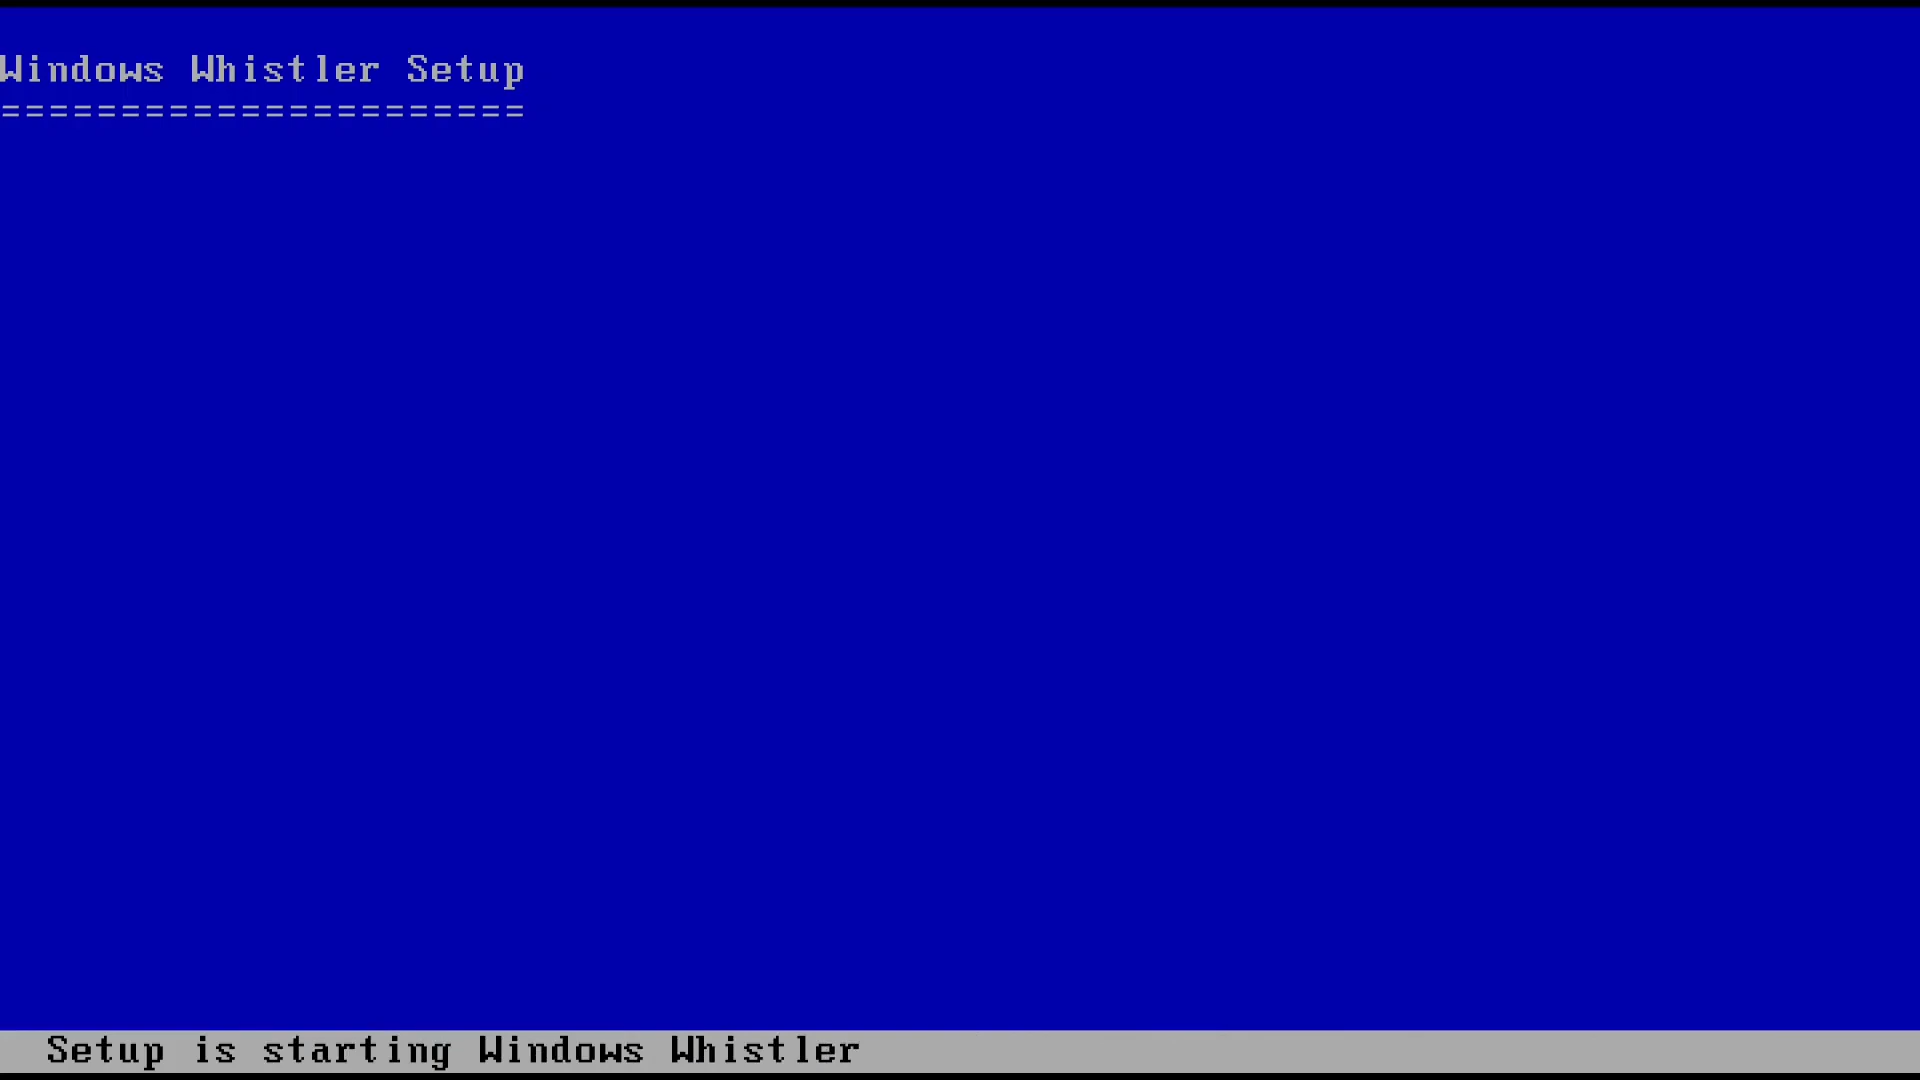 Windows Whistler Setup
======================
Setup is starting Windows Whistler